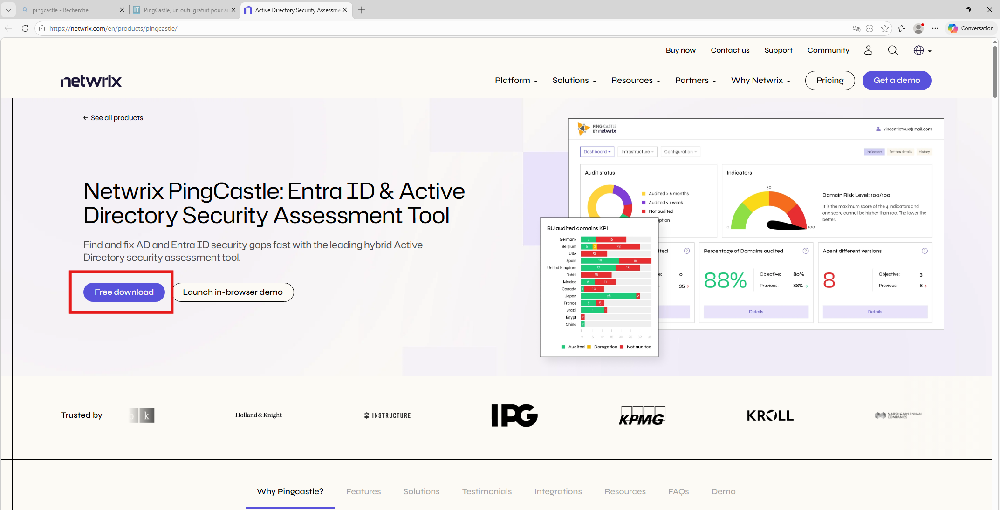 pingcastle - Recherche
PingCastle, un outil gratuit pour a
Active Directory Security Assessme
https://netwrix.com/en/products/pingcastle/
Conversation
Buy now
Contact us
Support
Community
netwrix
Platform
Solutions
Resources
Partners
Why Netwrix
Pricing
Get a demo
← See all products
Netwrix PingCastle: Entra ID & Active
Directory Security Assessment Tool
Find and fix AD and Entra ID security gaps fast with the leading hybrid Active
Directory security assessment tool.
Free download
Launch in-browser demo
PING CASTLE
BY netwrix
vincentletoux@mail.com
Dashboard
Infrastructure
Configuration
Indicators
Entities details
History
Audit status
Audited > 6 months
Audited < 1 week
Not audited
ption
Indicators
0
50
100
Domain Risk Level: 100/100
It is the maximum score of the 4 indicators and
one score cannot be higher than 100. The lower the
better.
BU audited domains KPI
Germany 7 16
Belgium 5 2 23
USA 13
Spain 19 16
United Kingdom 17 13
Tahiti 15
Mexico 6 11
Canada 1 10
Japan 28 2
France 6 5
Brazil 1 1
Egypt 2
China 2
0 5 10 15 20 25 30 35
Audited
Derogation
Not audited
ited
e: 0
: 35→
Percentage of Domains audited
88%
Objective: 80%
Previous: 88%→
Details
Agent different versions
8
Objective: 3
Previous: 8→
Details
Trusted by
b k
Holland & Knight
INSTRUCTURE
IPG
KPMG
KROLL
MARSH & McLENNAN
COMPANIES
Why Pingcastle?
Features
Solutions
Testimonials
Integrations
Resources
FAQs
Demo